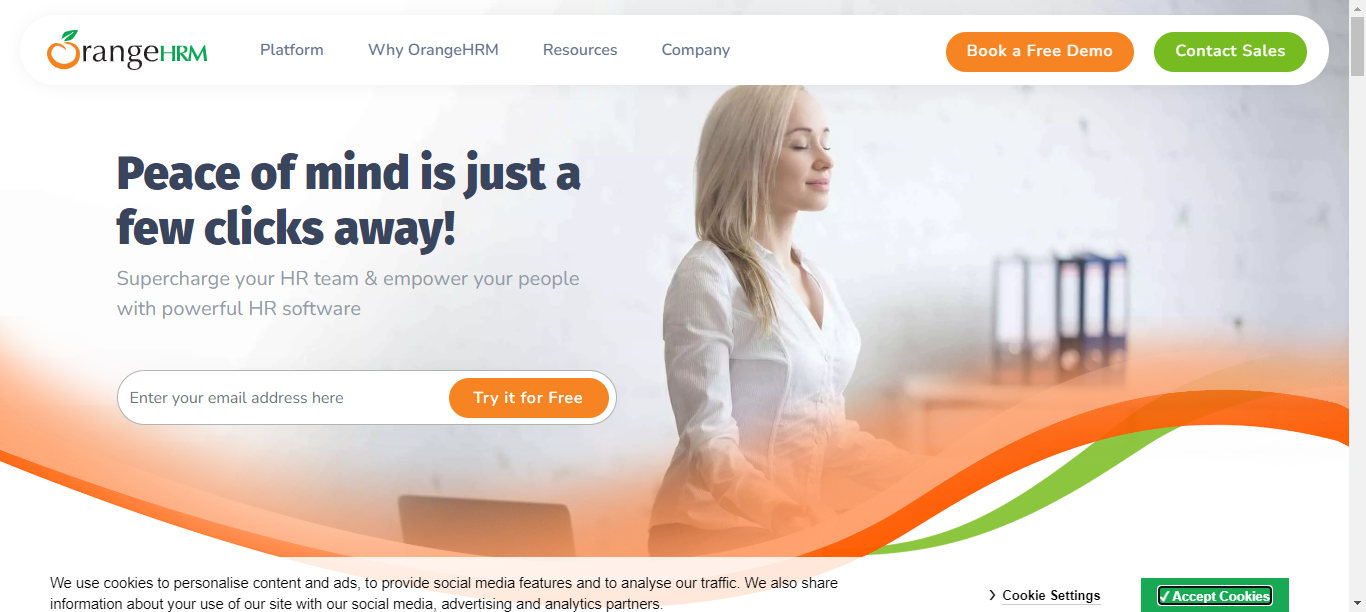 OrangeHRM
Platform
Why OrangeHRM
Resources
Company
Book a Free Demo
Contact Sales
Peace of mind is just a
few clicks away!
Supercharge your HR team & empower your people
with powerful HR software
Enter your email address here
Try it for Free
We use cookies to personalise content and ads, to provide social media features and to analyse our traffic. We also share
information about your use of our site with our social media, advertising and analytics partners.
Cookie Settings
✓Accept Cookies